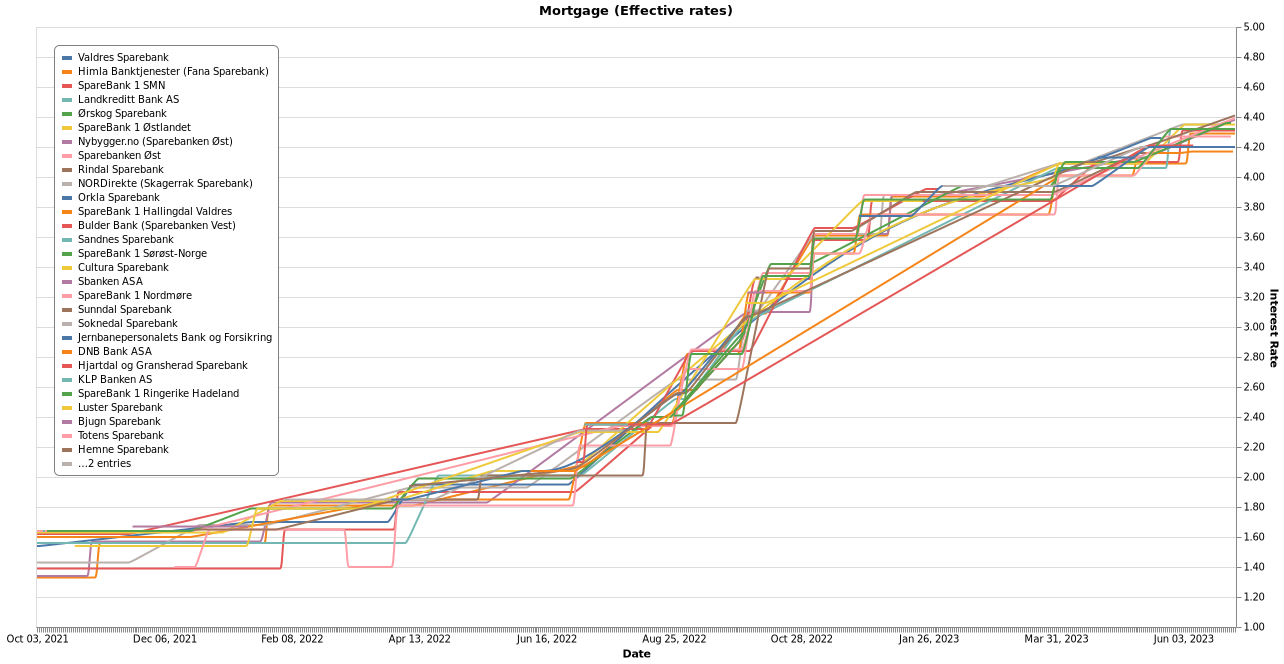 Mortgage (Effective rates)
Valdres Sparebank
Himla Banktjenester (Fana Sparebank)
SpareBank 1 SMN
Landkreditt Bank AS
Ørskog Sparebank
SpareBank 1 Østlandet
Nybygger.no (Sparebanken Øst)
Sparebanken Øst
Rindal Sparebank
NORDirekte (Skagerrak Sparebank)
Orkla Sparebank
SpareBank 1 Hallingdal Valdres
Bulder Bank (Sparebanken Vest)
Sandnes Sparebank
SpareBank 1 Sørøst-Norge
Cultura Sparebank
Sbanken ASA
SpareBank 1 Nordmøre
Sunndal Sparebank
Soknedal Sparebank
Jernbanepersonalets Bank og Forsikring
DNB Bank ASA
Hjartdal og Gransherad Sparebank
KLP Banken AS
SpareBank 1 Ringerike Hadeland
Luster Sparebank
Bjugn Sparebank
Totens Sparebank
Hemne Sparebank
...2 entries
5.00
4.80
4.60
4.40
4.20
4.00
3.80
3.60
3.40
3.20
3.00
2.80
2.60
2.40
2.20
2.00
1.80
1.60
1.40
1.20
1.00
Interest Rate
Oct 03, 2021 Dec 06, 2021 Feb 08, 2022 Apr 13, 2022 Jun 16, 2022 Aug 25, 2022 Oct 28, 2022 Jan 26, 2023 Mar 31, 2023 Jun 03, 2023
Date